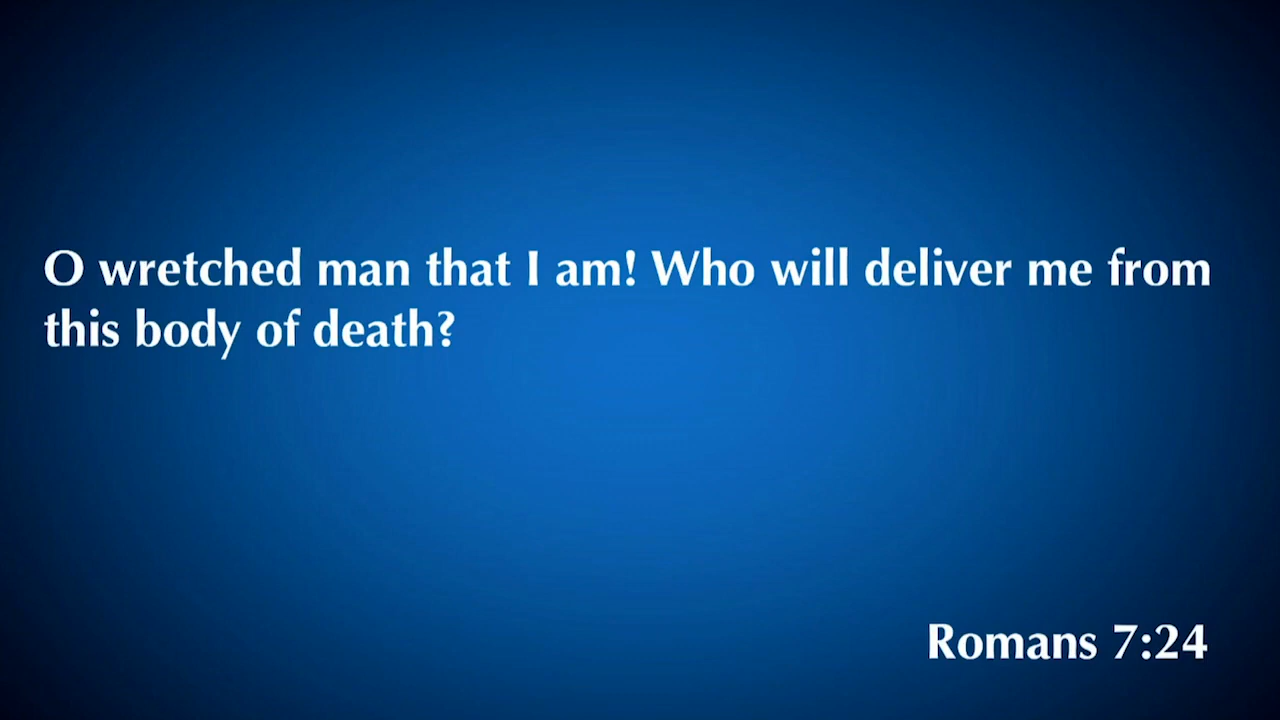 O wretched man that I am! Who will deliver me from
this body of death?
Romans 7:24